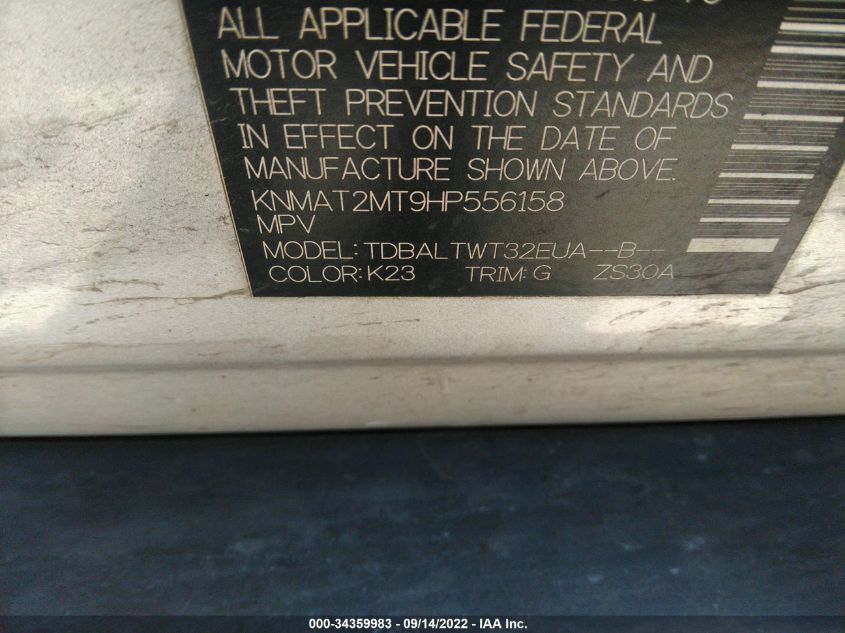 ALL APPLICABLE FEDERAL
MOTOR VEHICLE SAFETY AND
THEFT PREVENTION STANDARDS
IN EFFECT ON THE DATE OF
MANUFACTURE SHOWN ABOVE.
KNMAT2MT9HP556158
MPV
MODEL: TDBALTWT32EUA--B--
COLOR: K23 TRIM: G ZS30A
000-34359983 - 09/14/2022 - IAA Inc.